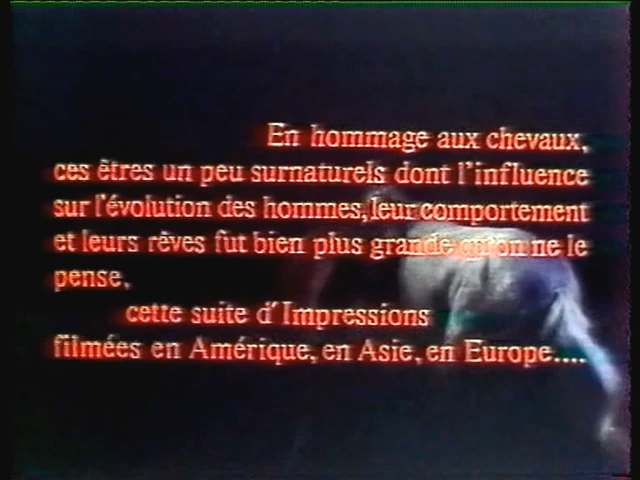 En hommage aux chevaux,
ces êtres un peu surnaturels dont l'influence
sur l'évolution des hommes, leur comportement
et leurs rêves fut bien plus grande qu'on ne le
pense,
cette suite d'Impressions
filmées en Amérique, en Asie, en Europe....